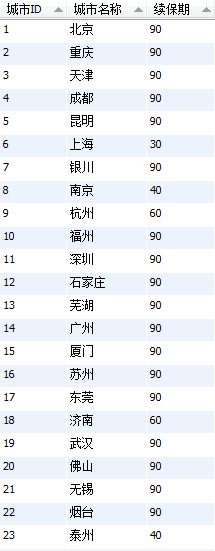 城市ID 城市名称 续保期
1 北京 90
2 重庆 90
3 天津 90
4 成都 90
5 昆明 90
6 上海 30
7 银川 90
8 南京 40
9 杭州 60
10 福州 90
11 深圳 90
12 石家庄 90
13 芜湖 90
14 广州 90
15 厦门 90
16 苏州 90
17 东莞 90
18 济南 60
19 武汉 90
20 佛山 90
21 无锡 90
22 烟台 90
23 泰州 40